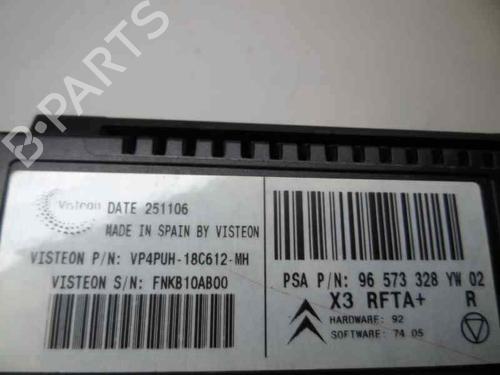 B-PARTS
Visteon
DATE 251106
MADE IN SPAIN BY VISTEON
VISTEON P/N: VP4PUH-18C612-MH
VISTEON S/N: FNKB10AB00
PSA P/N: 96 573 328 YW 02
X3 RFTA+ R
HARDWARE: 92
SOFTWARE: 74 05